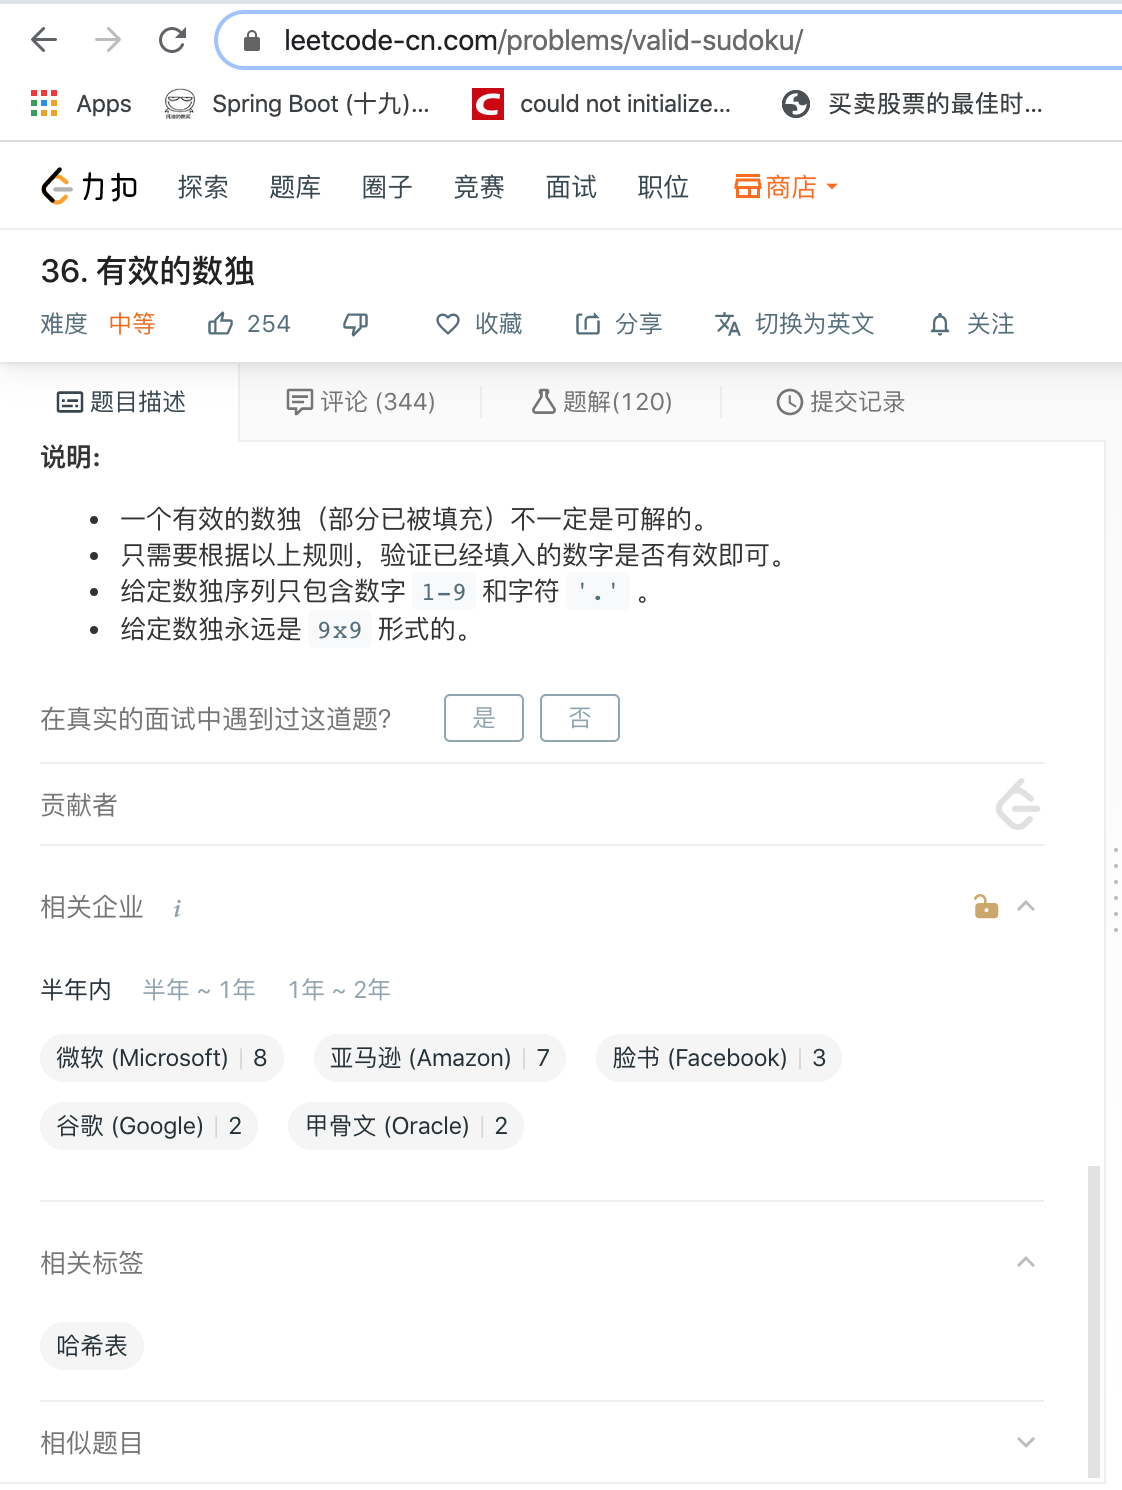 leetcode-cn.com/problems/valid-sudoku/
Apps Spring Boot (十九)... could not initialize... 买卖股票的最佳时...
力扣 探索 题库 圈子 竞赛 面试 职位 商店
36. 有效的数独
难度 中等 254 收藏 分享 切换为英文 关注
题目描述 评论 (344) 题解(120) 提交记录
说明:
• 一个有效的数独（部分已被填充）不一定是可解的。
• 只需要根据以上规则，验证已经填入的数字是否有效即可。
• 给定数独序列只包含数字 1-9 和字符 '.' 。
• 给定数独永远是 9x9 形式的。
在真实的面试中遇到过这道题? 是 否
贡献者
相关企业 i
半年内 半年 ~ 1年 1年 ~ 2年
微软 (Microsoft) | 8 亚马逊 (Amazon) | 7 脸书 (Facebook) | 3
谷歌 (Google) | 2 甲骨文 (Oracle) | 2
相关标签
哈希表
相似题目